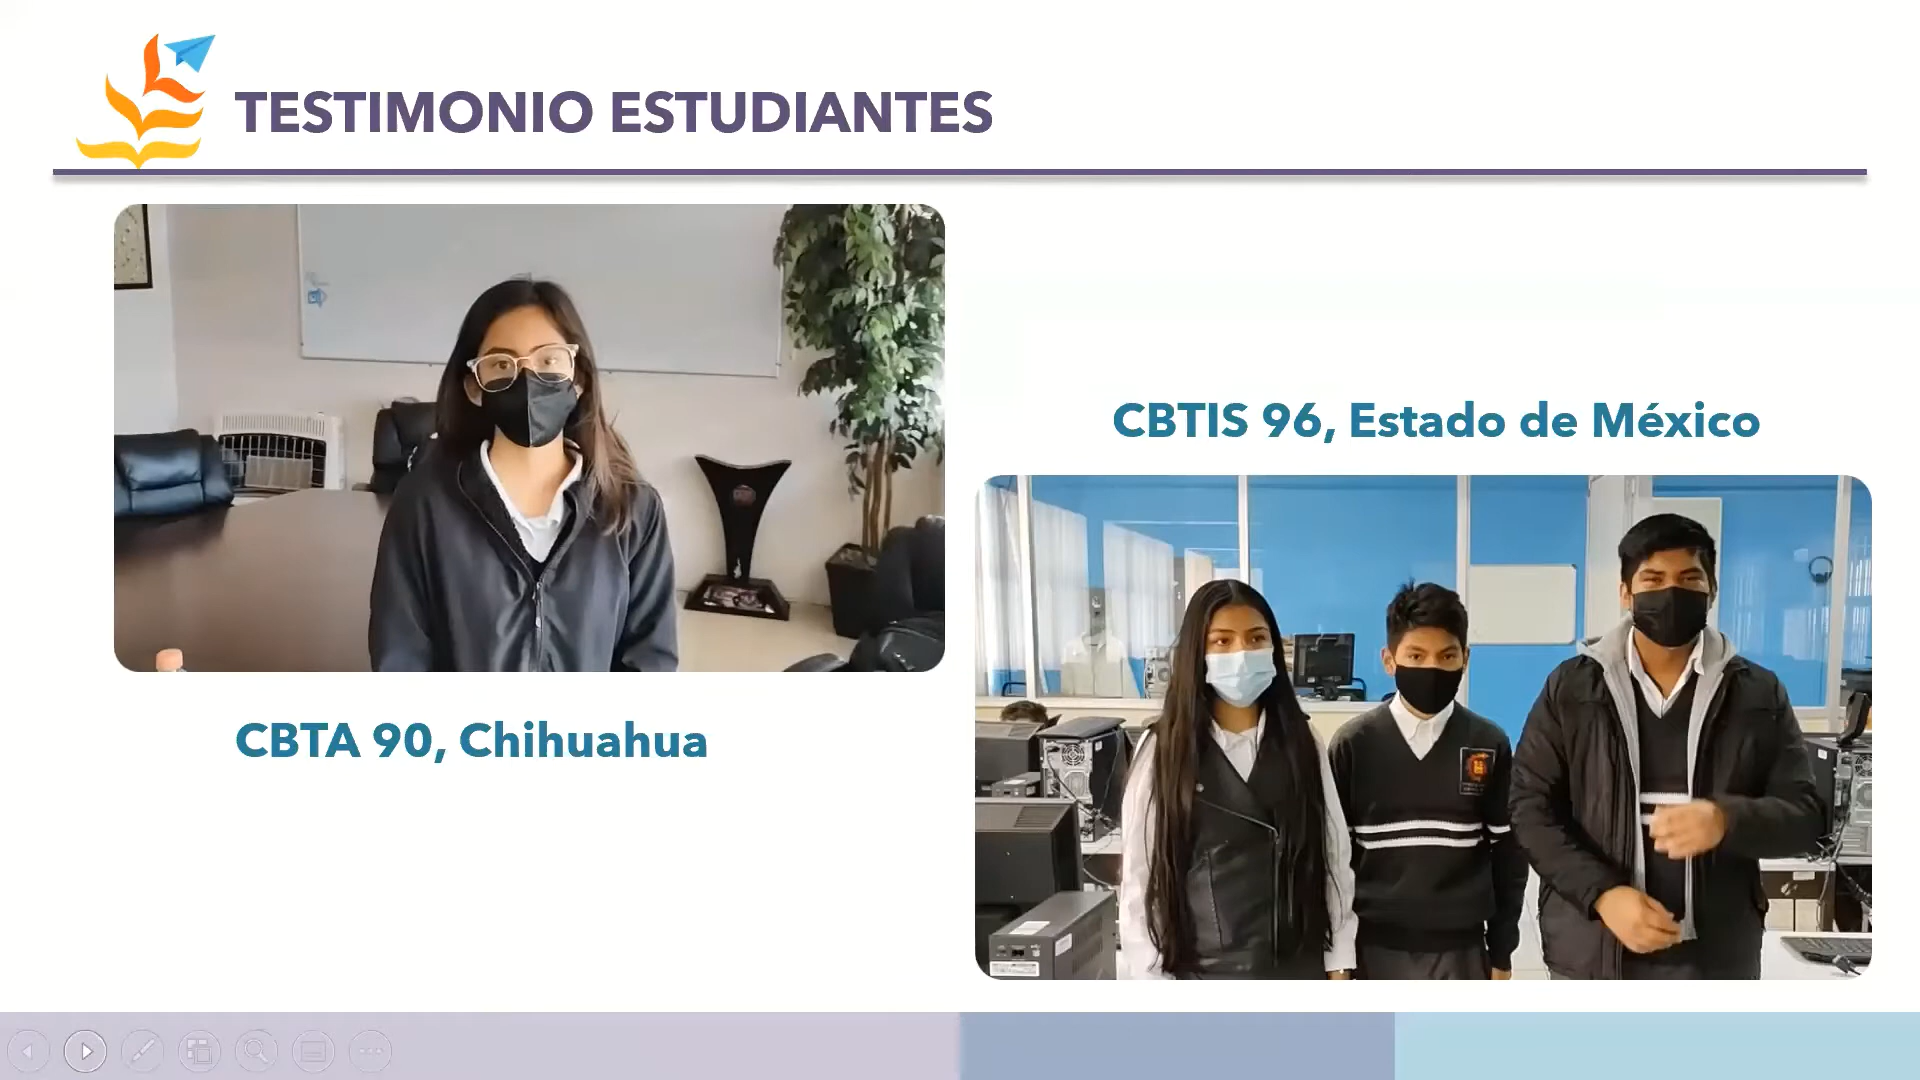 TESTIMONIO ESTUDIANTES
CBTIS 96, Estado de México
CBTA 90, Chihuahua